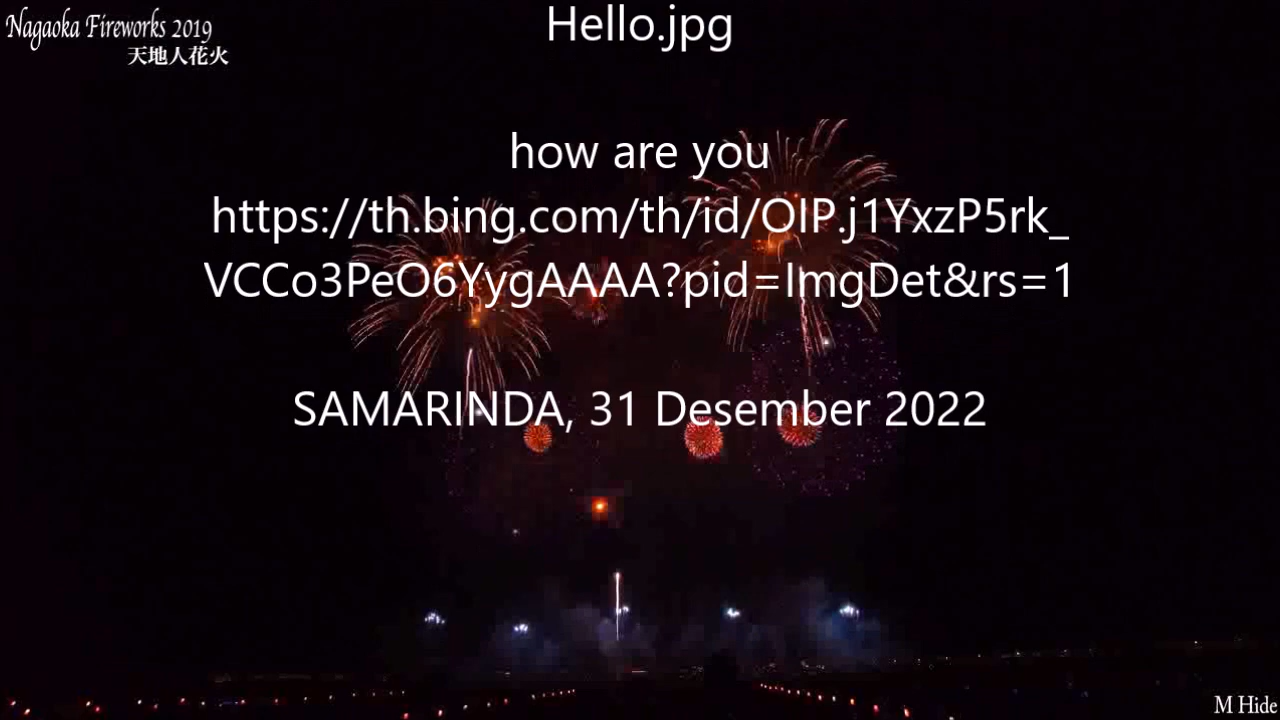 Nagaoka Fireworks 2019
天地人花火
Hello.jpg
how are you
https://th.bing.com/th/id/OIP.j1YxzP5rk_
VCCo3PeO6YygAAAA?pid=ImgDet&rs=1
SAMARINDA, 31 Desember 2022
M Hide